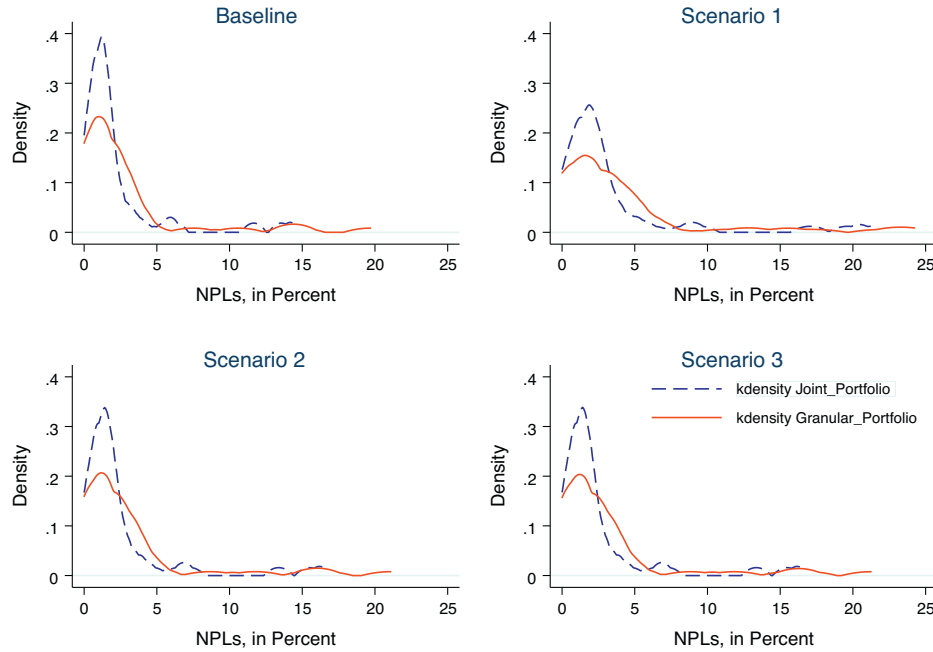 Baseline
Density
.4
.3
.2
.1
0
0 5 10 15 20 25
NPLs, in Percent
Scenario 1
Density
.4
.3
.2
.1
0
0 5 10 15 20 25
NPLs, in Percent
Scenario 2
Density
.4
.3
.2
.1
0
0 5 10 15 20 25
NPLs, in Percent
Scenario 3
kdensity Joint_Portfolio
kdensity Granular_Portfolio
Density
.4
.3
.2
.1
0
0 5 10 15 20 25
NPLs, in Percent